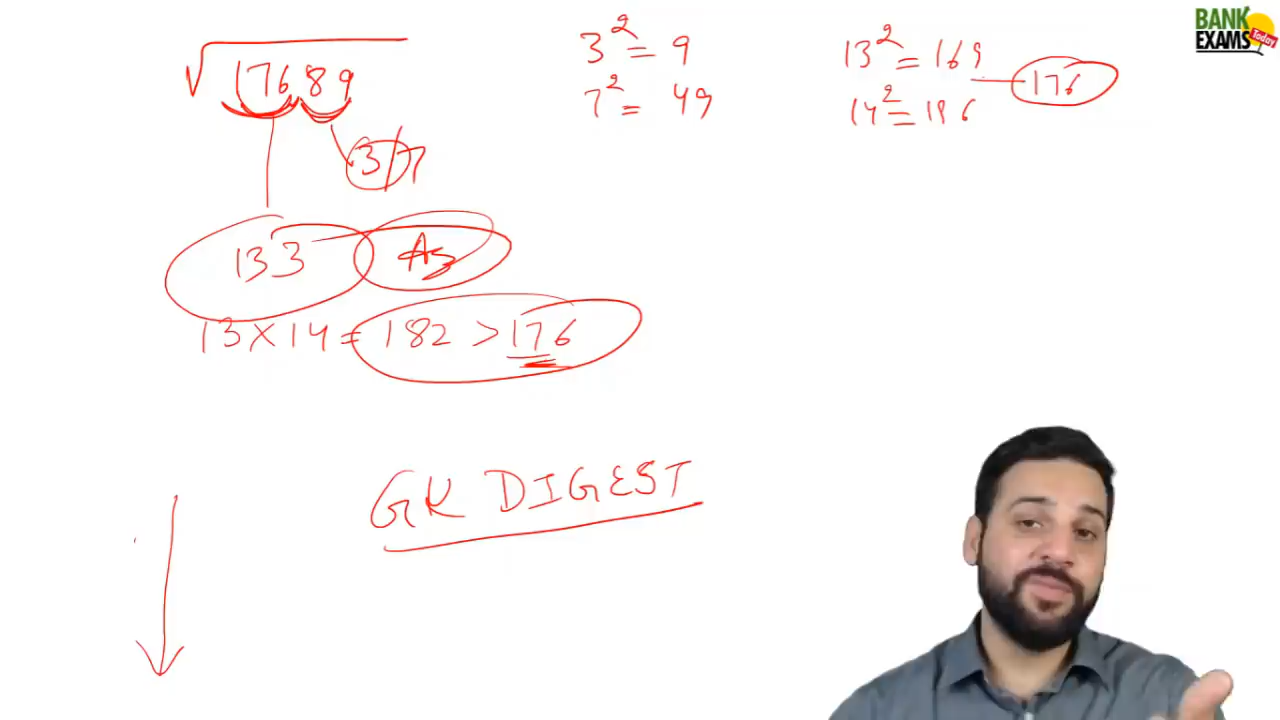 √17689
3² = 9
7² = 49
13² = 169
14² = 196
176
3/7
133
Ans
13 × 14 = 182 > 176
GK DIGEST
BANK
EXAMS Today